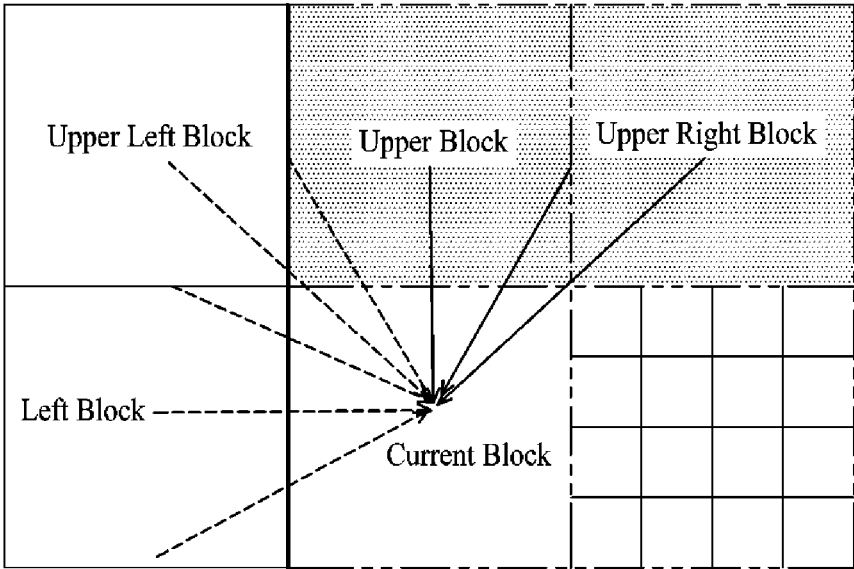 Upper Left Block
Upper Block
Upper Right Block
Left Block
Current Block